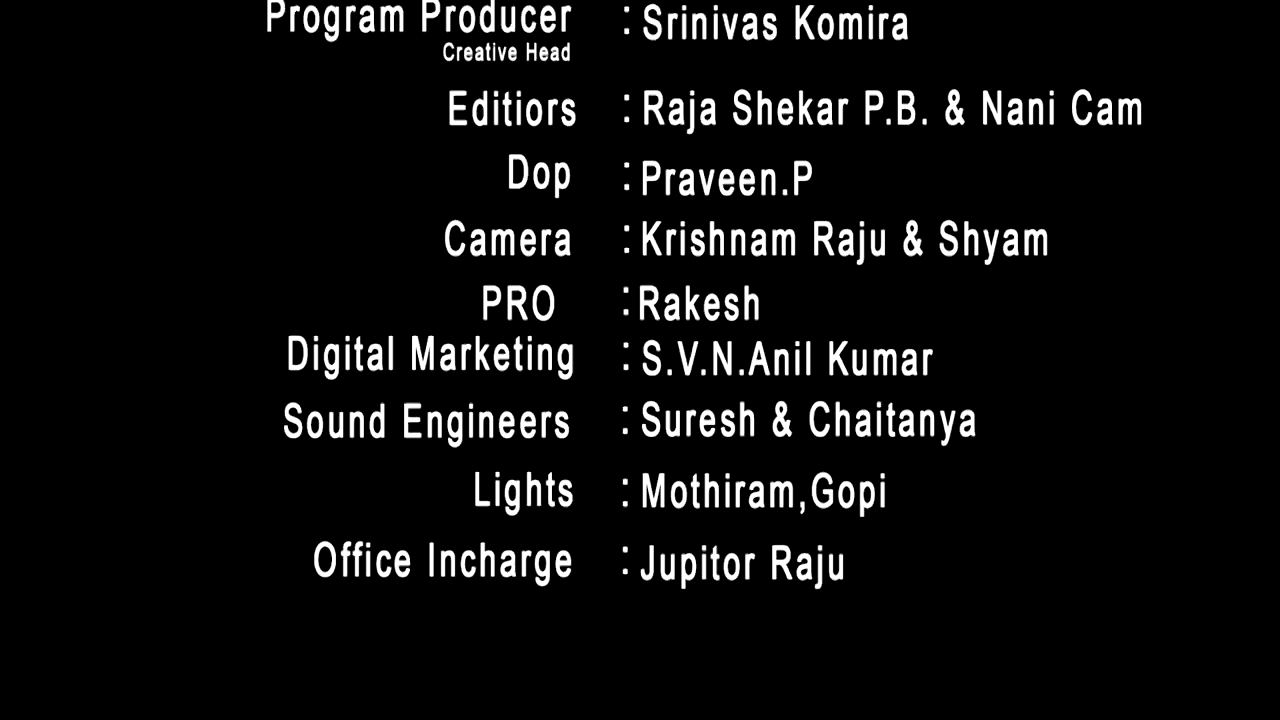 Program Producer : Srinivas Komira
Creative Head
Editiors : Raja Shekar P.B. & Nani Cam
Dop : Praveen.P
Camera : Krishnam Raju & Shyam
PRO : Rakesh
Digital Marketing : S.V.N.Anil Kumar
Sound Engineers : Suresh & Chaitanya
Lights : Mothiram,Gopi
Office Incharge : Jupitor Raju